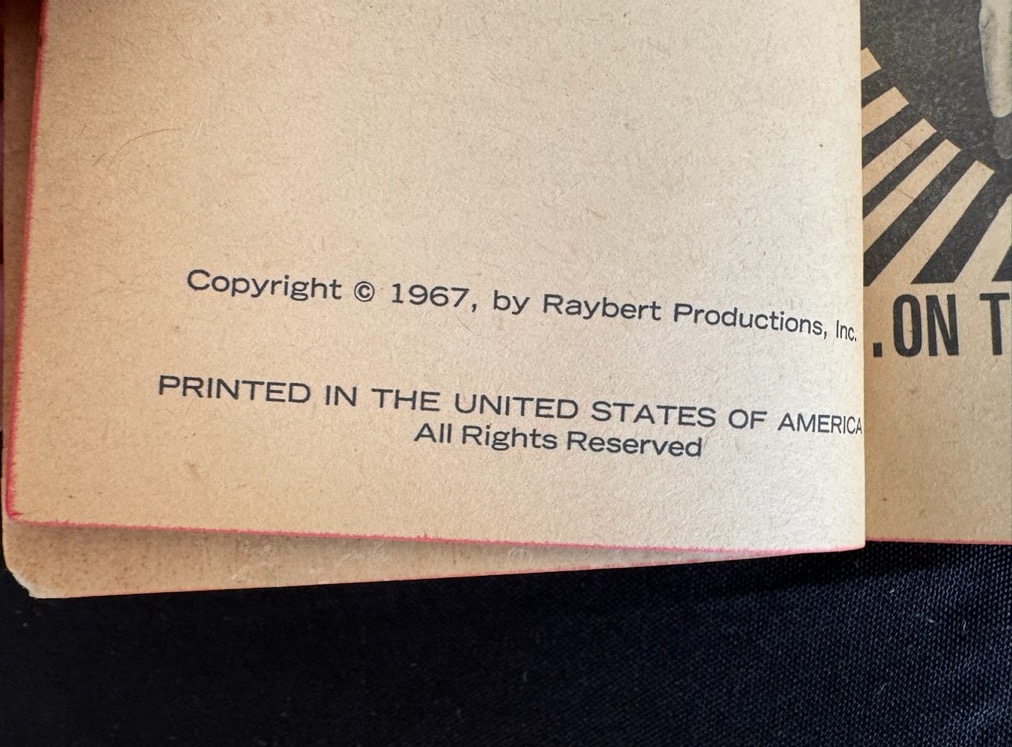 Copyright © 1967, by Raybert Productions, Inc.
PRINTED IN THE UNITED STATES OF AMERICA
All Rights Reserved
.ON T